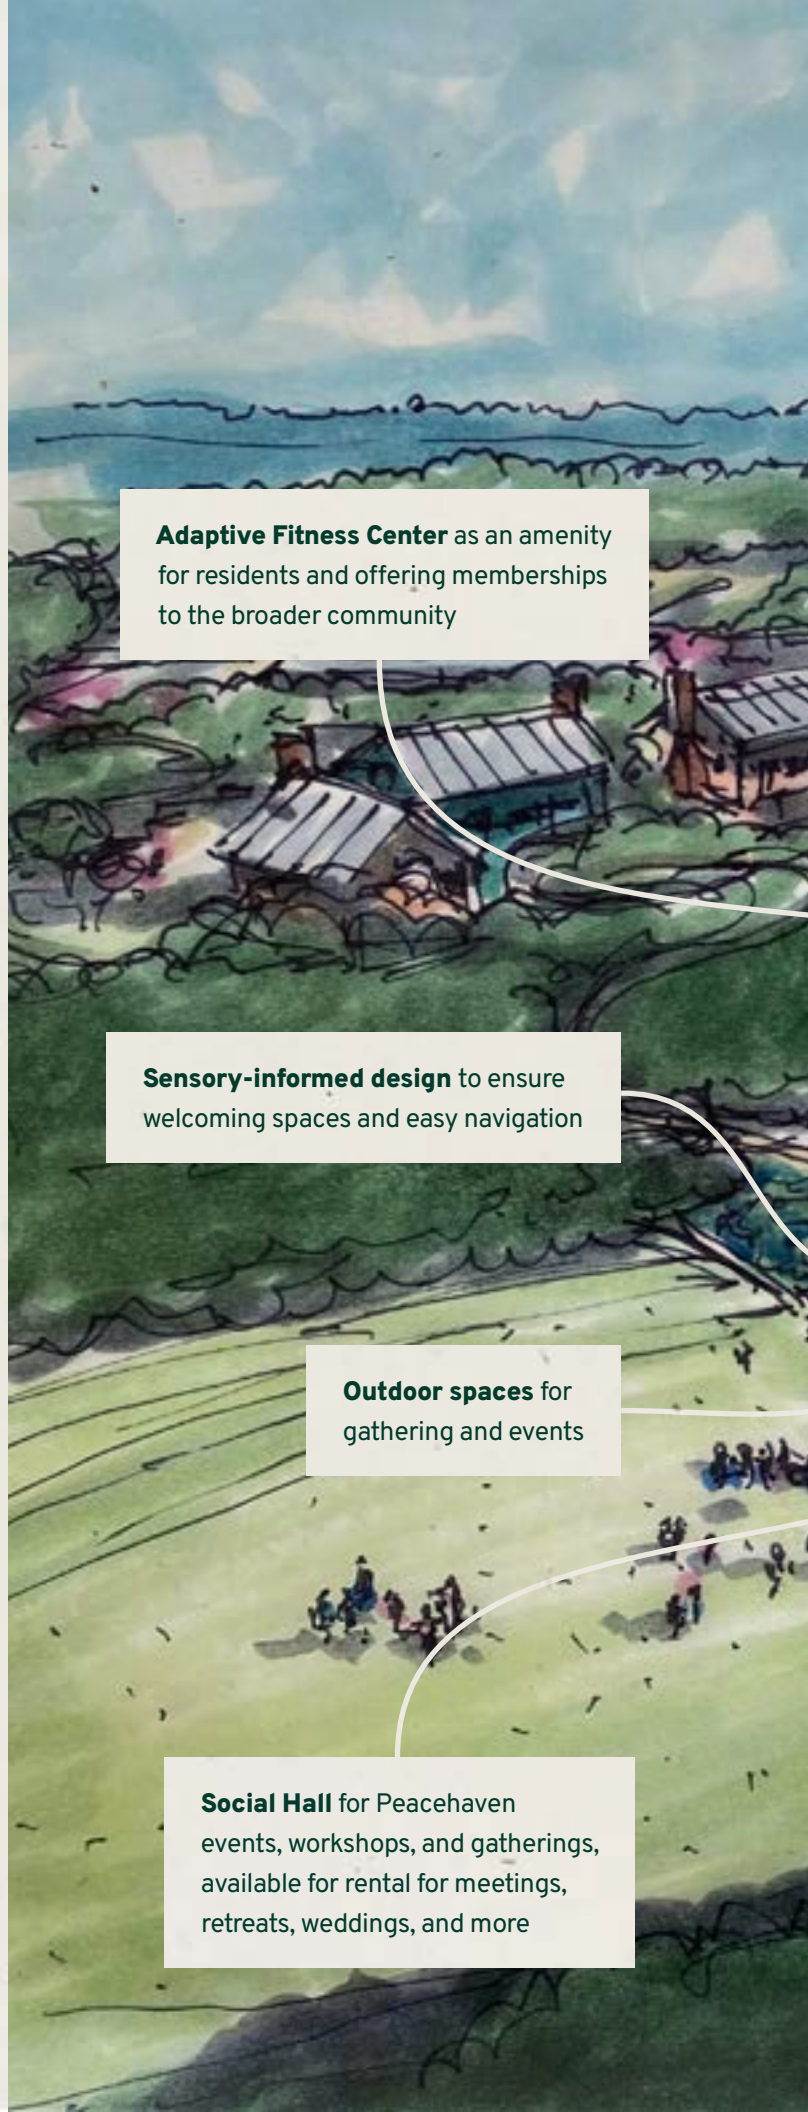 Adaptive Fitness Center as an amenity
for residents and offering memberships
to the broader community
Sensory-informed design to ensure
welcoming spaces and easy navigation
Outdoor spaces for
gathering and events
Social Hall for Peacehaven
events, workshops, and gatherings,
available for rental for meetings,
retreats, weddings, and more